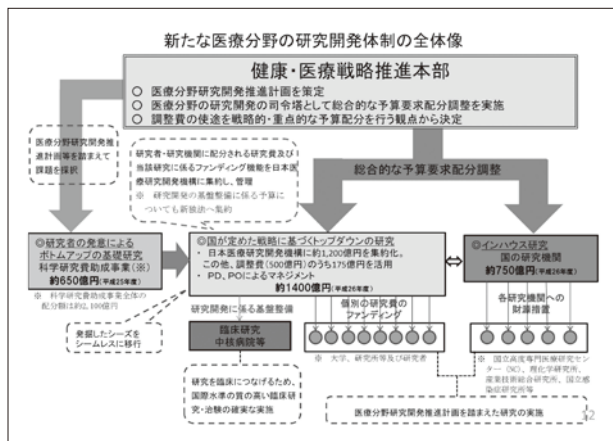 新たな医療分野の研究開発体制の全体像
健康・医療戦略推進本部
○ 医療分野研究開発推進計画を策定
○ 医療分野の研究開発の司令塔として総合的な予算要求配分調整を実施
○ 調整費の使途を戦略的・重点的な予算配分を行う観点から決定
医療分野研究開発推
進計画等を踏まえて
課題を採択
研究者・研究機関に配分される研究費及び
当該研究に係るファンディング機能を日本医
療研究開発機構に集約し、管理
※ 研究開発の基盤整備に係る予算に
ついても新独法へ集約
総合的な予算要求配分調整
◎研究者の発意による
ボトムアップの基礎研究
科学研究費助成事業(※)
約650億円(平成25年度)
※ 科学研究費助成事業全体の
配分額は約2,100億円
◎国が定めた戦略に基づくトップダウンの研究
・日本医療研究開発機構に約1,200億円を集約化。
この他、調整費(500億円)のうち175億円を活用
・PD、POによるマネジメント
約1400億円(平成26年度)
◎インハウス研究
国の研究機関
約750億円(平成26年度)
発掘したシーズを
シームレスに移行
研究開発に係る基盤整備
臨床研究
中核病院等
個別の研究費の
ファンディング
※ 大学、研究所等及び研究者
各研究機関への
財源措置
※ 国立高度専門医療研究セン
ター(NC)、理化学研究所、
産業技術総合研究所、国立感
染症研究所等
研究を臨床につなげるため、
国際水準の質の高い臨床研
究・治験の確実な実施
医療分野研究開発推進計画を踏まえた研究の実施